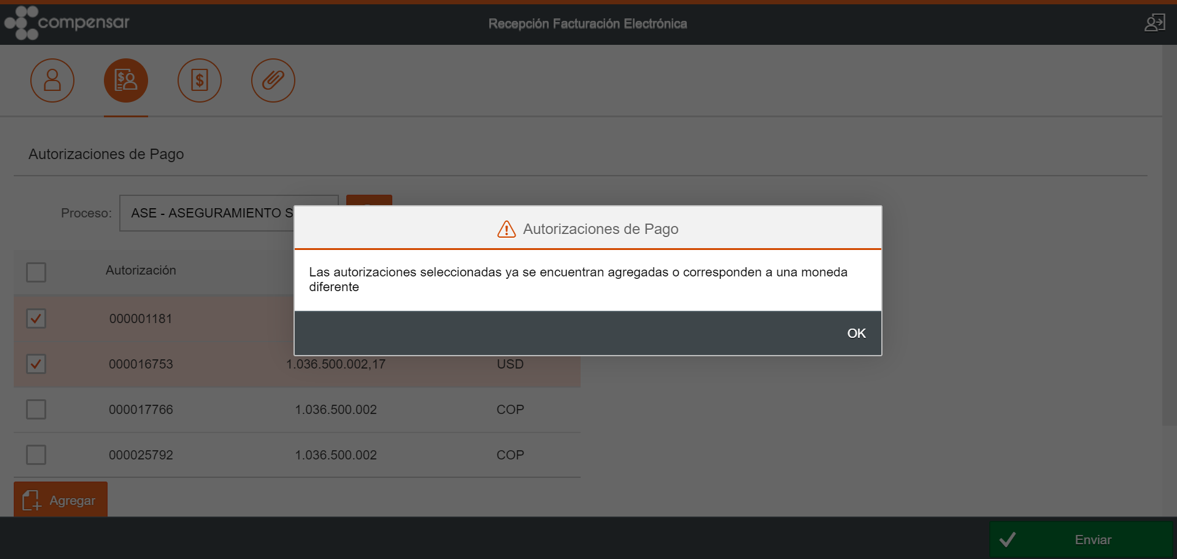 compensar
Recepción Facturación Electrónica
Autorizaciones de Pago
Proceso: ASE - ASEGURAMIENTO S
Autorizaciones de Pago
Las autorizaciones seleccionadas ya se encuentran agregadas o corresponden a una moneda
diferente
OK
Autorización
000001181
000016753 1.036.500.002,17 USD
000017766 1.036.500.002 COP
000025792 1.036.500.002 COP
Agregar
Enviar